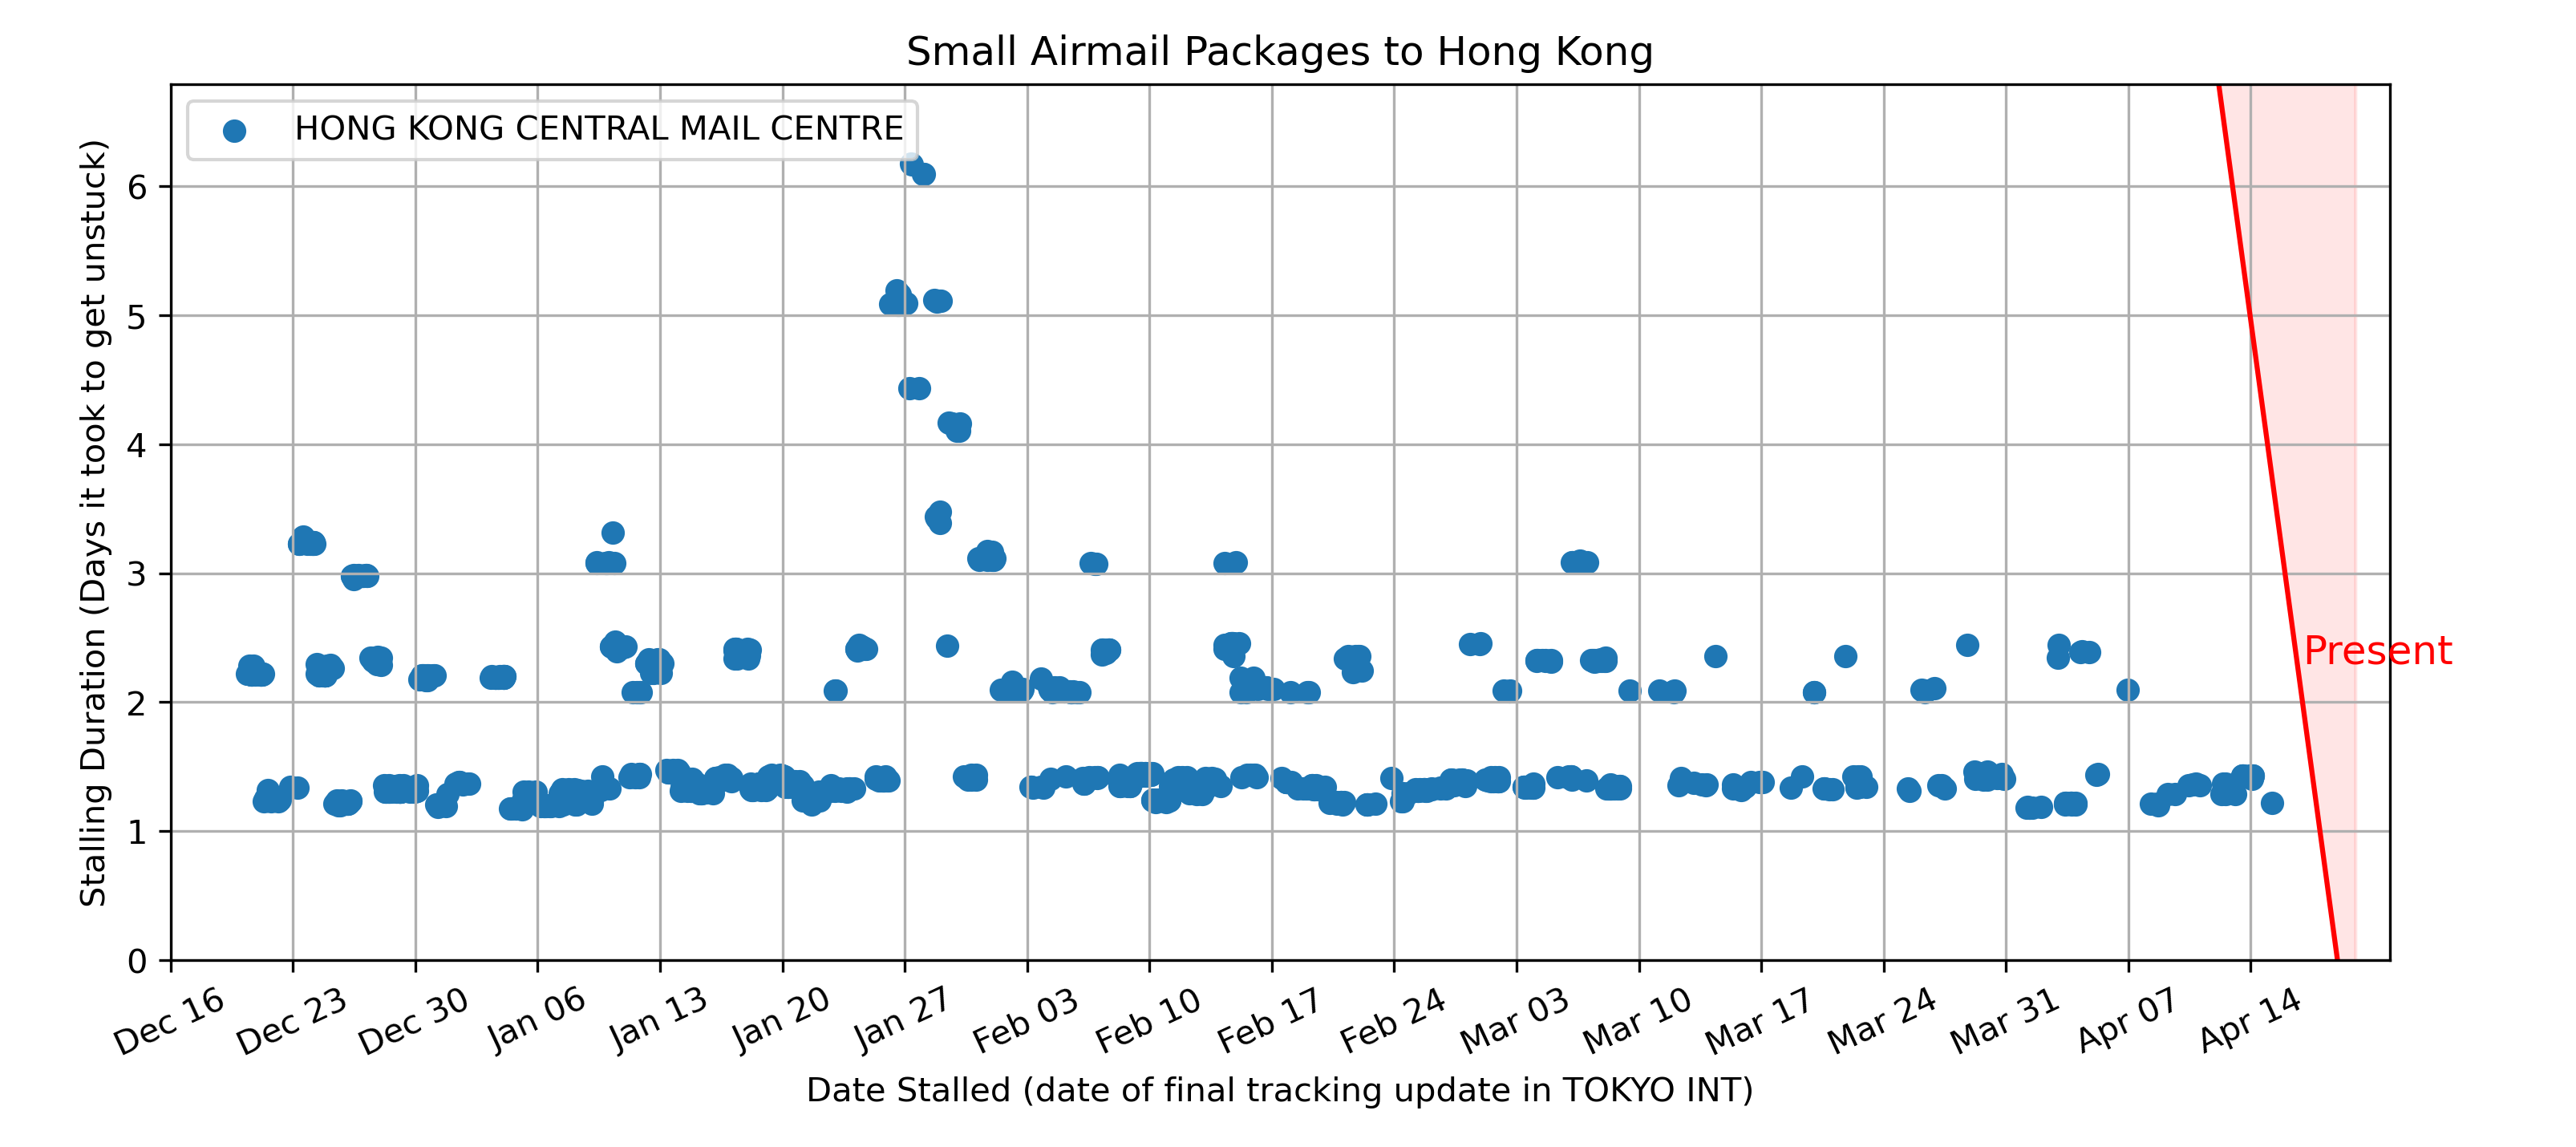 Small Airmail Packages to Hong Kong
HONG KONG CENTRAL MAIL CENTRE
Stalling Duration (Days it took to get unstuck)
6
5
4
3
2
1
0
Present
Dec 16
Dec 23
Dec 30
Jan 06
Jan 13
Jan 20
Jan 27
Feb 03
Feb 10
Feb 17
Feb 24
Mar 03
Mar 10
Mar 17
Mar 24
Mar 31
Apr 07
Apr 14
Date Stalled (date of final tracking update in TOKYO INT)